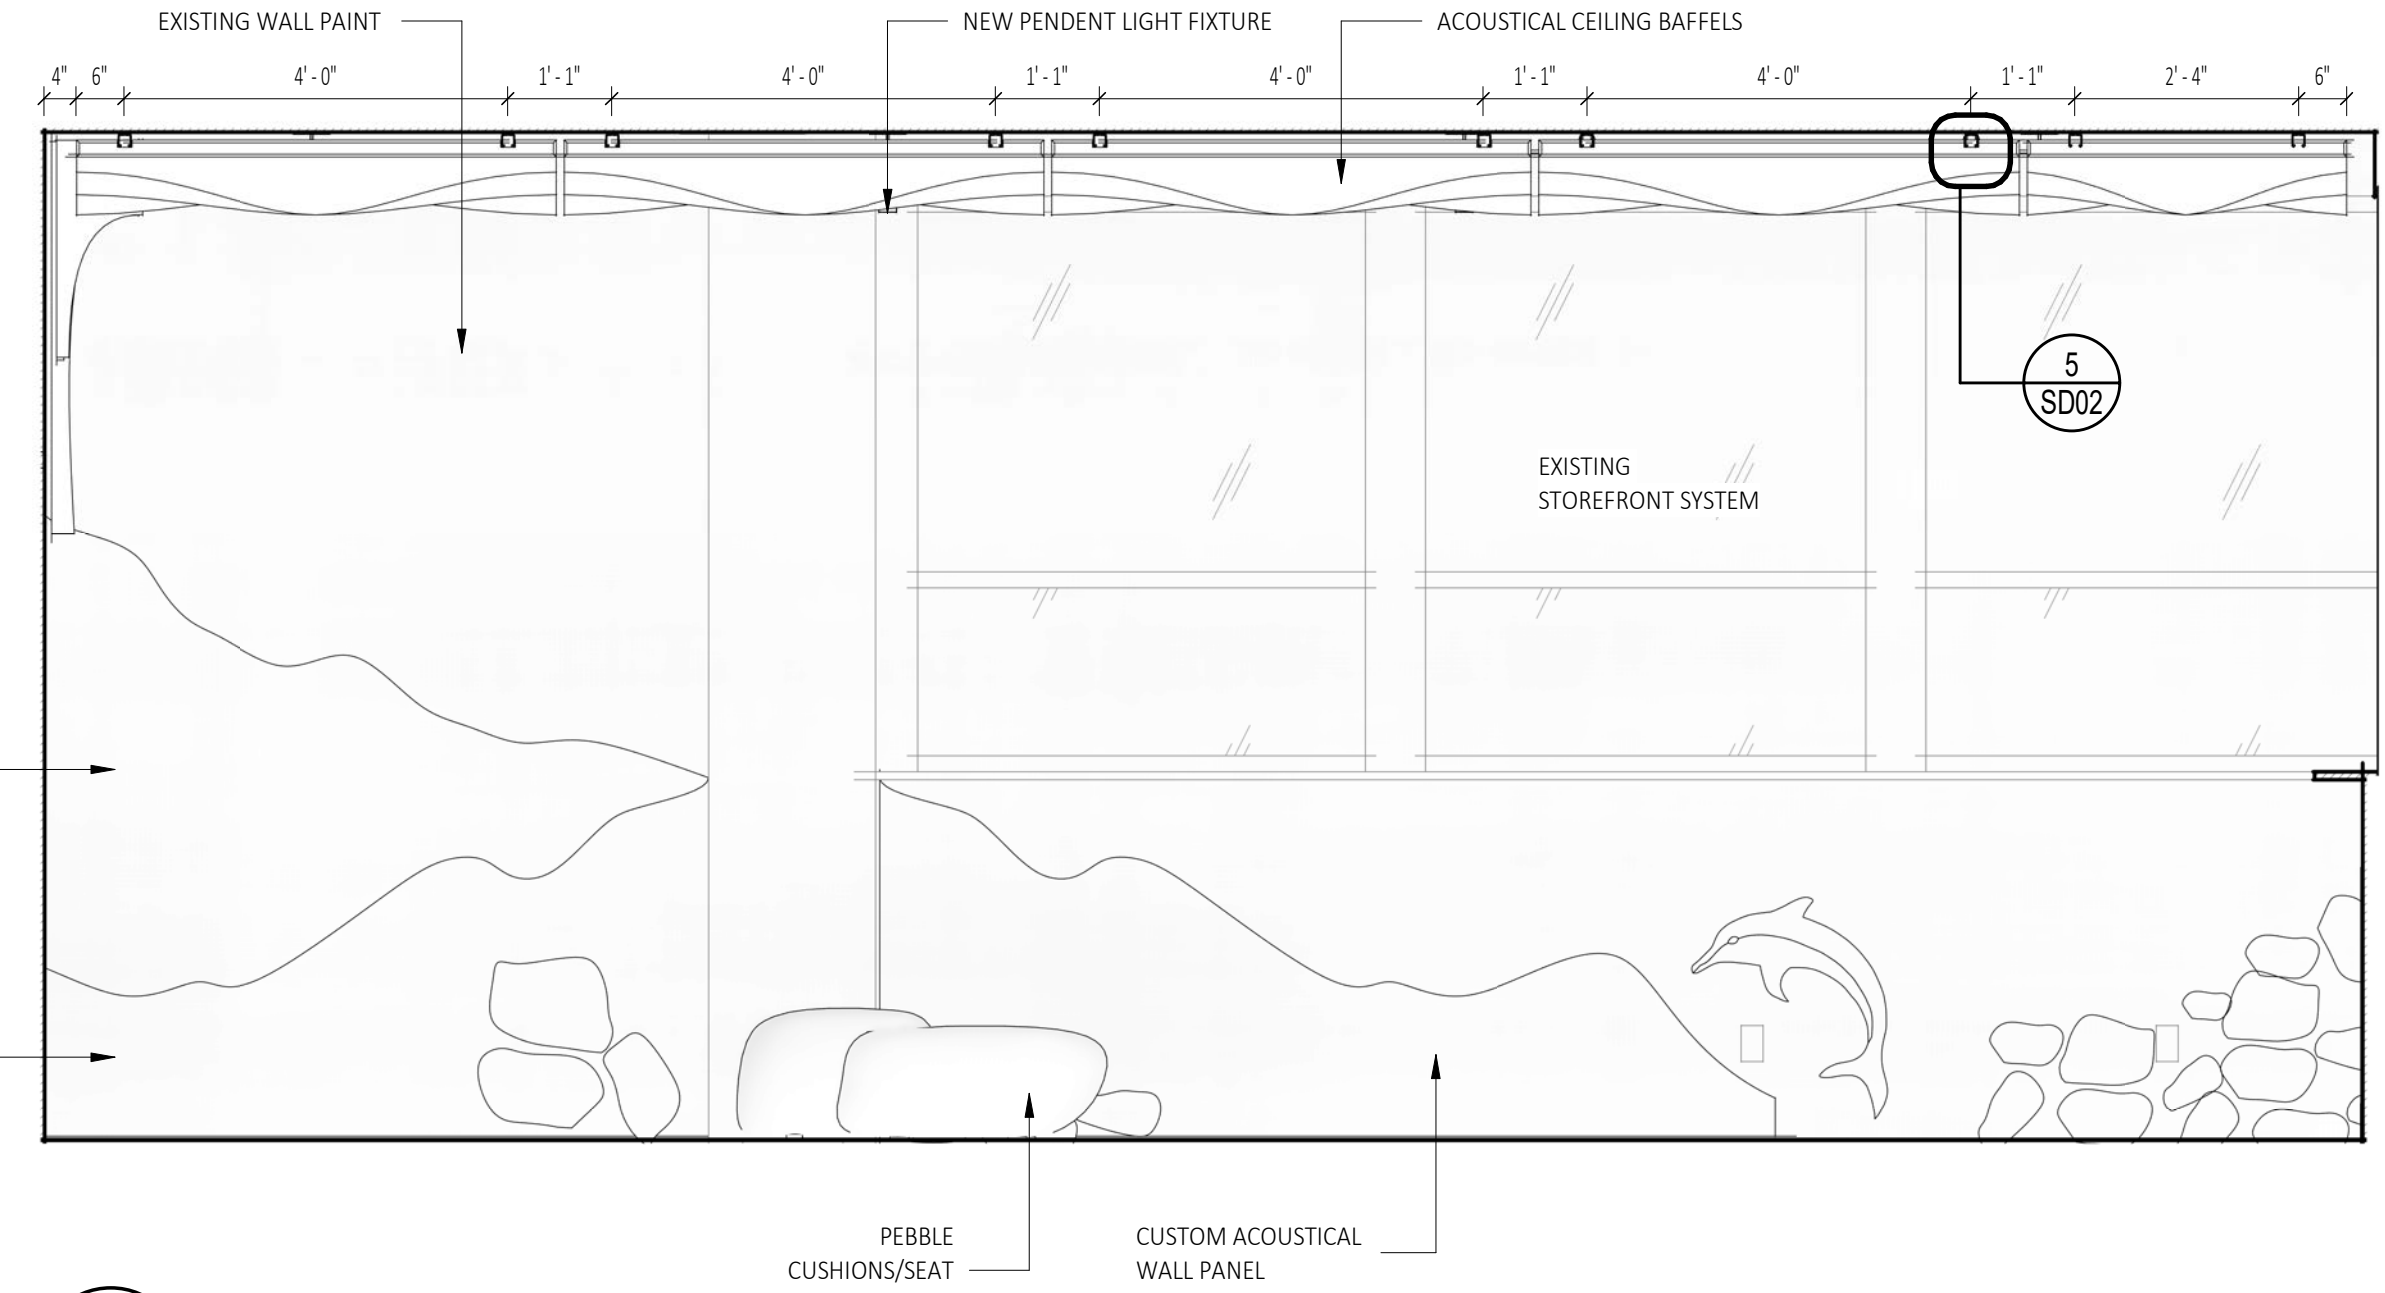 EXISTING WALL PAINT
NEW PENDENT LIGHT FIXTURE
ACOUSTICAL CEILING BAFFELS
4" 6" 4' - 0" 1' - 1" 4' - 0" 1' - 1" 4' - 0" 1' - 1" 4' - 0" 1' - 1" 2' - 4" 6"
5
SD02
EXISTING
STOREFRONT SYSTEM
PEBBLE
CUSHIONS/SEAT
CUSTOM ACOUSTICAL
WALL PANEL